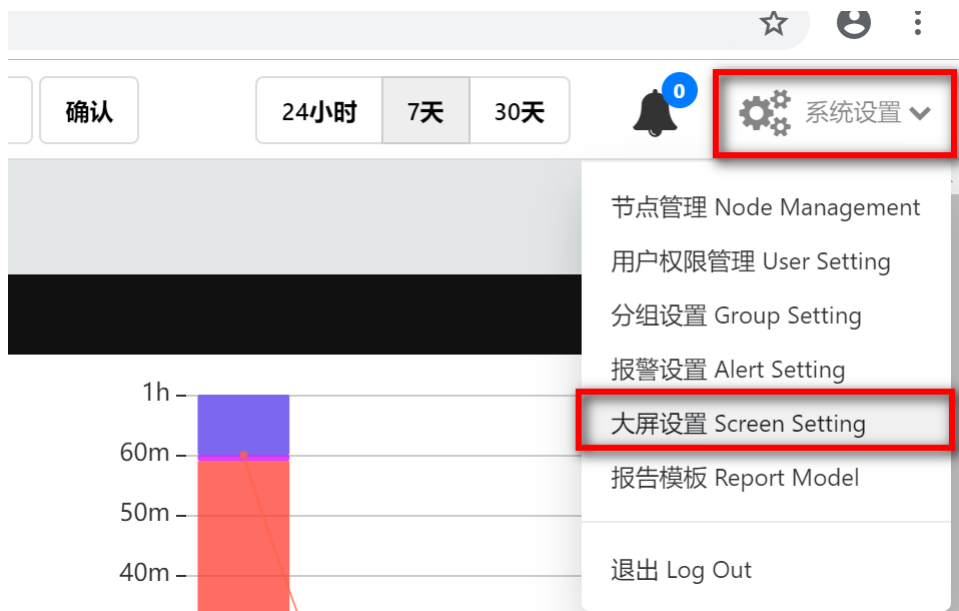 确认
24小时
7天
30天
0
系统设置
节点管理 Node Management
用户权限管理 User Setting
分组设置 Group Setting
报警设置 Alert Setting
大屏设置 Screen Setting
报告模板 Report Model
退出 Log Out
1h
60m
50m
40m